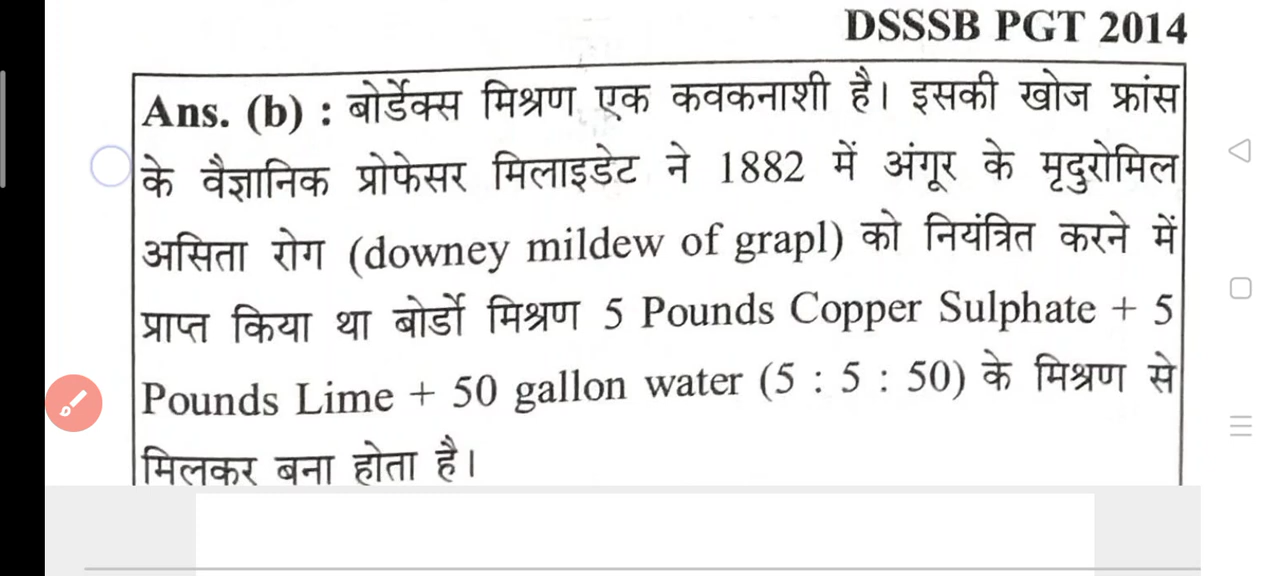 DSSSB PGT 2014
Ans. (b) : बोर्डेक्स मिश्रण एक कवकनाशी है। इसकी खोज फ्रांस
के वैज्ञानिक प्रोफेसर मिलाइडेट ने 1882 में अंगूर के मृदुरोमिल
असिता रोग (downey mildew of grapl) को नियंत्रित करने में
प्राप्त किया था बोर्डो मिश्रण 5 Pounds Copper Sulphate + 5
Pounds Lime + 50 gallon water (5 : 5 : 50) के मिश्रण से
मिलकर बना होता है।